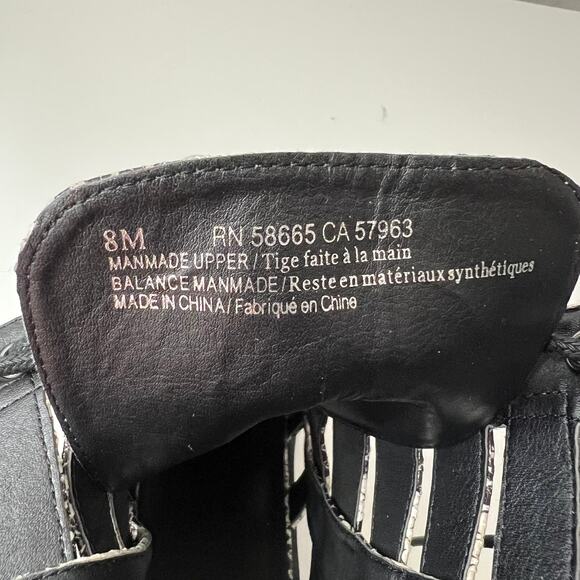 8M RN 58665 CA 57963
MANMADE UPPER/Tige faite à la main
BALANCE MANMADE/Reste en matériaux synthétiques
MADE IN CHINA/Fabriqué en Chine